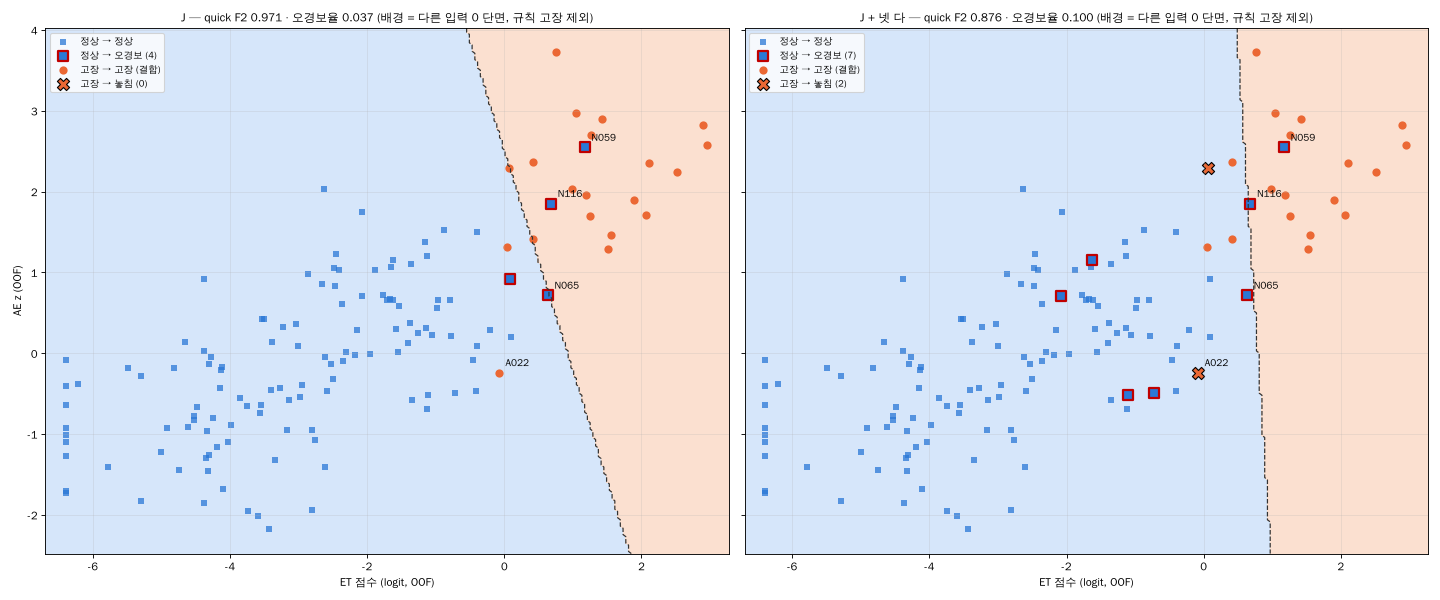 J — quick F2 0.971 · 오경보율 0.037 (배경 = 다른 입력 0 단면, 규칙 고장 제외)
정상 → 정상
정상 → 오경보 (4)
고장 → 고장 (결합)
고장 → 놓침 (0)
N059
N116
N065
A022
4
3
2
1
0
-1
-2
AE z (OOF)
-6
-4
-2
0
2
ET 점수 (logit, OOF)
J + 넷 다 — quick F2 0.876 · 오경보율 0.100 (배경 = 다른 입력 0 단면, 규칙 고장 제외)
정상 → 정상
정상 → 오경보 (7)
고장 → 고장 (결합)
고장 → 놓침 (2)
N059
N116
N065
A022
-6
-4
-2
0
2
ET 점수 (logit, OOF)